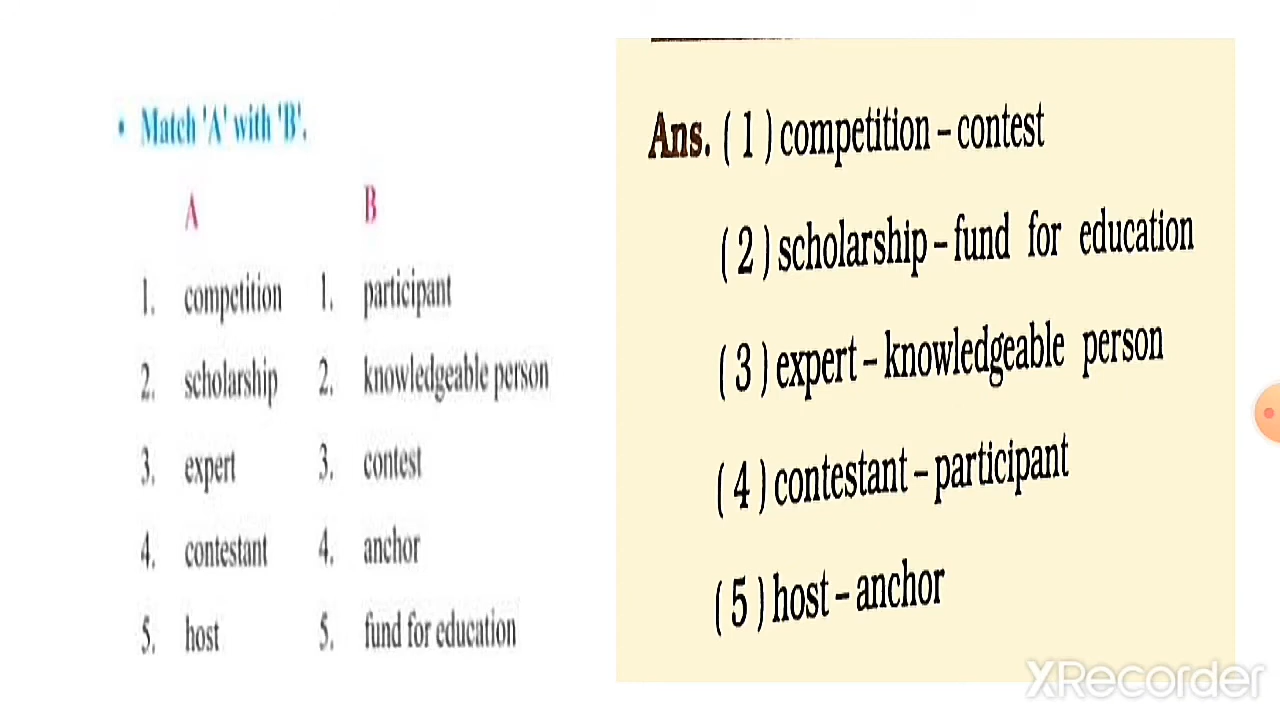 • Match 'A' with 'B'.
A B
1. competition 1. participant
2. scholarship 2. knowledgeable person
3. expert 3. contest
4. contestant 4. anchor
5. host 5. fund for education
Ans. ( 1 ) competition – contest
( 2 ) scholarship – fund for education
( 3 ) expert – knowledgeable person
( 4 ) contestant – participant
( 5 ) host – anchor
XRecorder